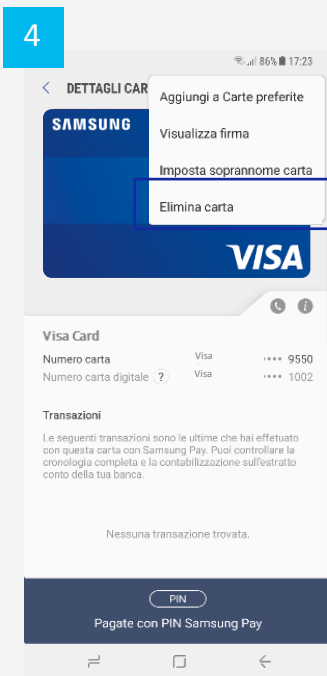 4
86% 17:23
DETTAGLI CAR
Aggiungi a Carte preferite
SAMSUNG
Visualizza firma
Imposta soprannome carta
Elimina carta
VISA
Visa Card
Numero carta Visa •••• 9550
Numero carta digitale ? Visa •••• 1002
Transazioni
Le seguenti transazioni sono le ultime che hai effetuato
con questa carta con Samsung Pay. Puoi controllare la
cronologia completa e la contabilizzazione sull'estratto
conto della tua banca.
Nessuna transazione trovata.
PIN
Pagate con PIN Samsung Pay